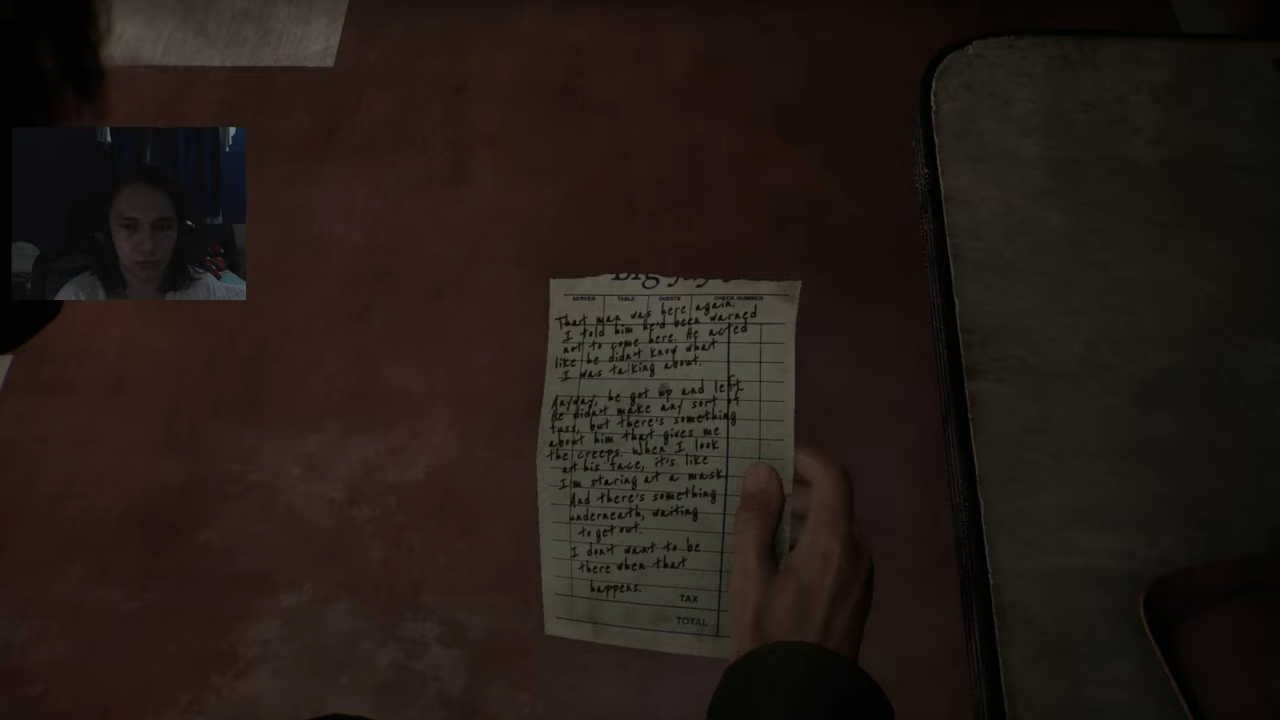 Big Jay's
SERVER TABLE GUESTS CHECK NUMBER
That man was here again
I told him he'd been warned
not to come here. He acted
like he didn't know what
I was talking about.
Anyway, he got up and left
He didn't make any sort of
fuss, but there's something
about him that gives me
the creeps. When I look
at his face, it's like
I'm staring at a mask
And there's something
underneath, waiting
to get out.
I don't want to be
there when that
happens.
TAX
TOTAL